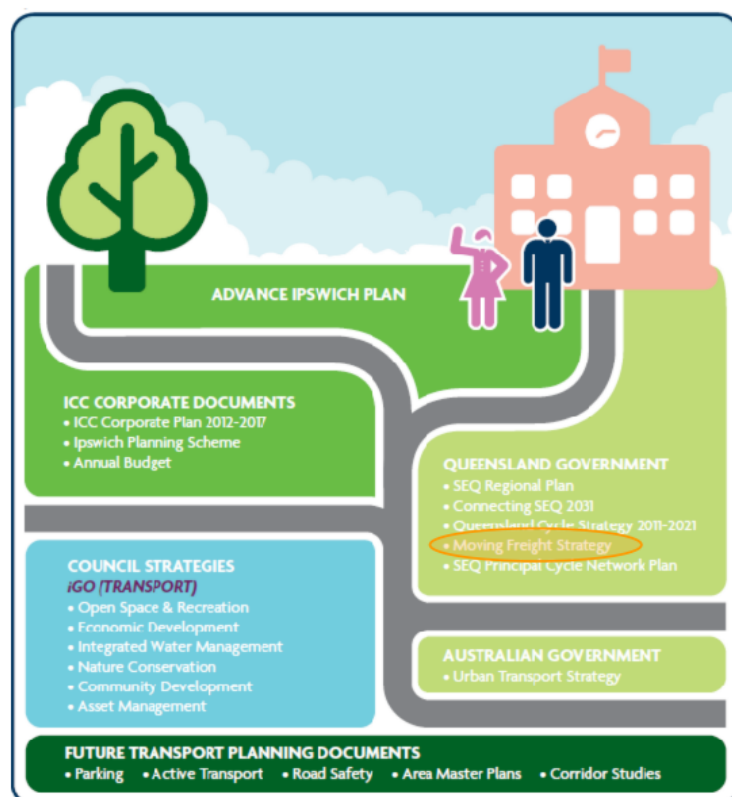 ADVANCE IPSWICH PLAN
ICC CORPORATE DOCUMENTS
• ICC Corporate Plan 2012-2017
• Ipswich Planning Scheme
• Annual Budget
QUEENSLAND GOVERNMENT
• SEQ Regional Plan
• Connecting SEQ 2031
• Queensland Cycle Strategy 2011-2021
• Moving Freight Strategy
• SEQ Principal Cycle Network Plan
COUNCIL STRATEGIES
iGO (TRANSPORT)
• Open Space & Recreation
• Economic Development
• Integrated Water Management
• Nature Conservation
• Community Development
• Asset Management
AUSTRALIAN GOVERNMENT
• Urban Transport Strategy
FUTURE TRANSPORT PLANNING DOCUMENTS
• Parking • Active Transport • Road Safety • Area Master Plans • Corridor Studies